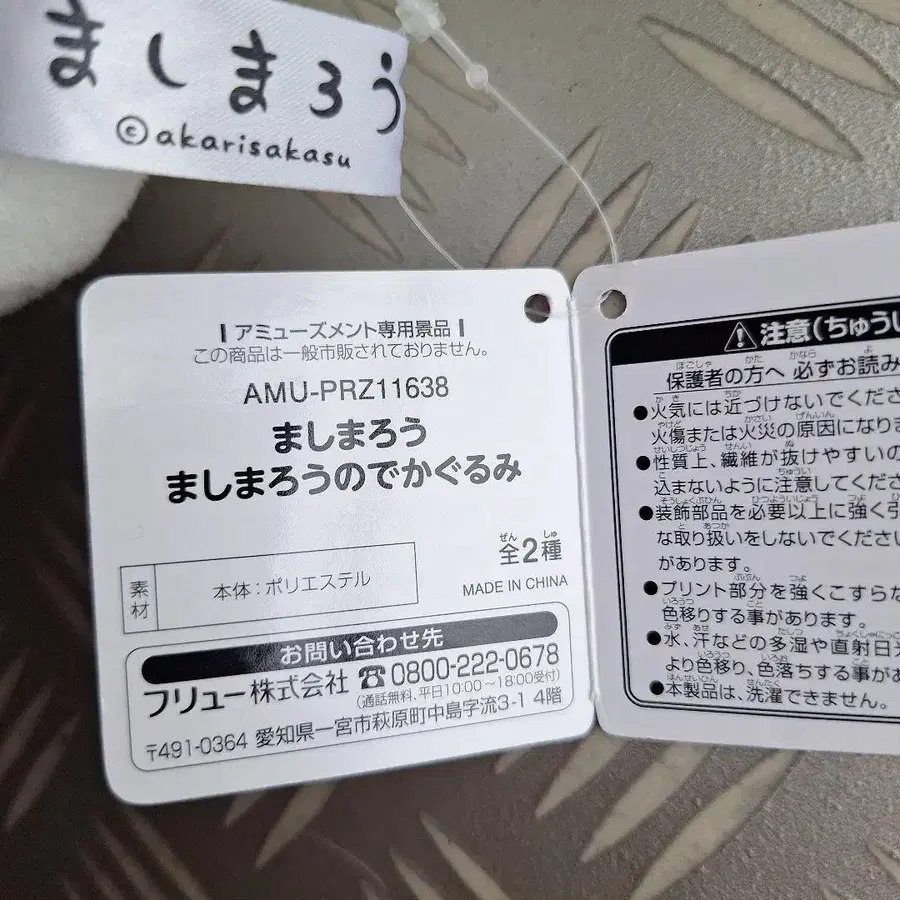 ましまろう
©akarisakasu
アミューズメント専用景品
この商品は一般市販されておりません。
AMU-PRZ11638
ましまろう
ましまろうのでかぐるみ
全2種
ぜん しゅ
MADE IN CHINA
素材
本体：ポリエステル
お問い合わせ先
フリュー株式会社
☎0800-222-0678
(通話無料、平日10:00～18:00受付)
〒491-0364 愛知県一宮市萩原町中島字流3-1 4階
⚠注意(ちゅうい
保護者の方へ 必ずお読み
●火気には近づけないでくださ
火傷または火災の原因になりま
●性質上、繊維が抜けやすいの
込まないように注意してくださ
●装飾部品を必要以上に強く引
な取り扱いをしないでください
があります。
●プリント部分を強くこすらな
色移りする事があります。
●水、汗などの多湿や直射日光
より色移り、色落ちする事があ
●本製品は、洗濯できません。